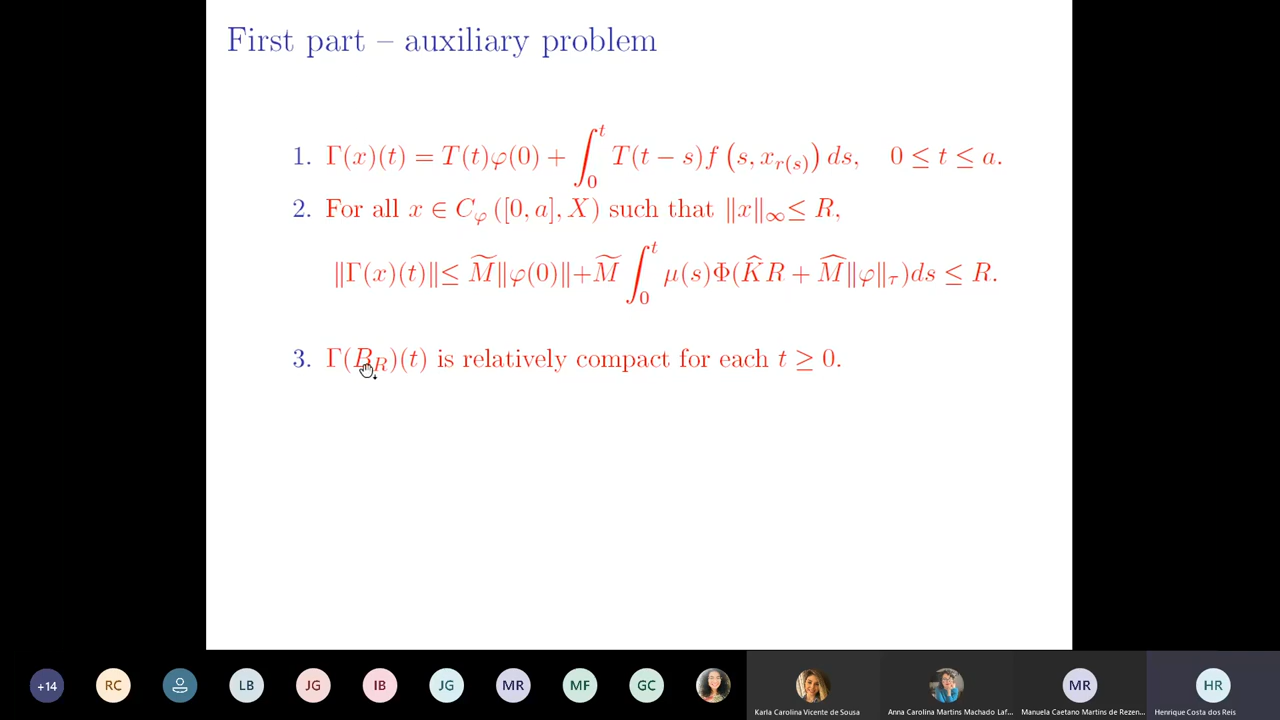 First part – auxiliary problem
1. Γ(x)(t) = T(t)φ(0) + ∫₀ᵗ T(t − s)f (s, x_{r(s)}) ds, 0 ≤ t ≤ a.
2. For all x ∈ C_φ ([0, a], X) such that ‖x‖_∞ ≤ R,
‖Γ(x)(t)‖ ≤ M̃‖φ(0)‖+M̃ ∫₀ᵗ μ(s)Φ(K̂R + M̂‖φ‖_τ)ds ≤ R.
3. Γ(B_R)(t) is relatively compact for each t ≥ 0.
+14 RC LB JG IB JG MR MF GC MR HR
Karla Carolina Vicente de Sousa Anna Carolina Martins Machado Laf... Manuela Caetano Martins de Rezen... Henrique Costa dos Reis